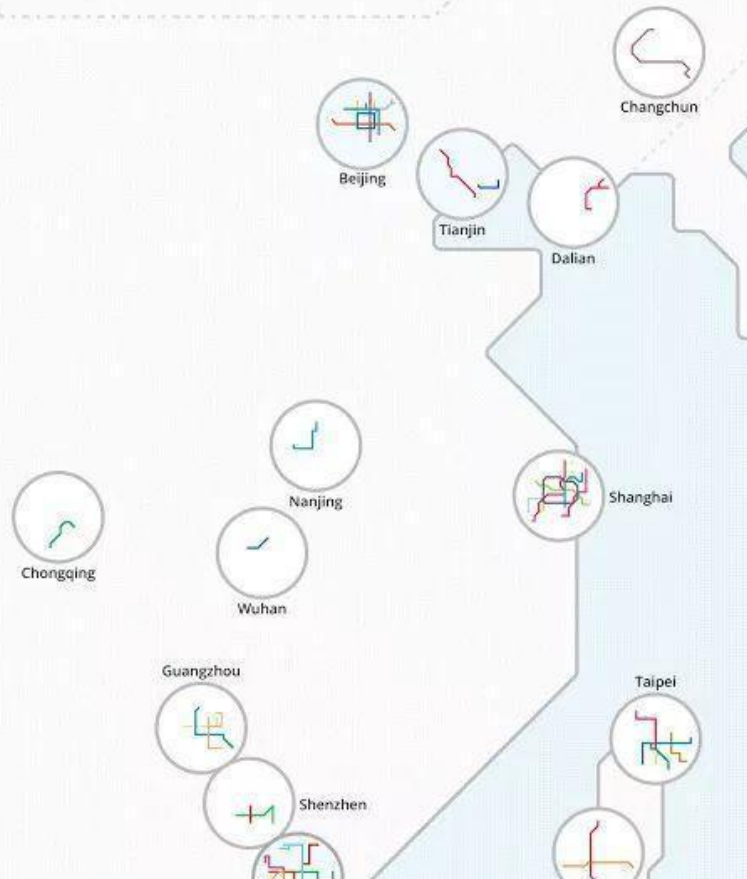 Changchun
Beijing
Tianjin
Dalian
Nanjing
Shanghai
Chongqing
Wuhan
Guangzhou
Taipei
Shenzhen